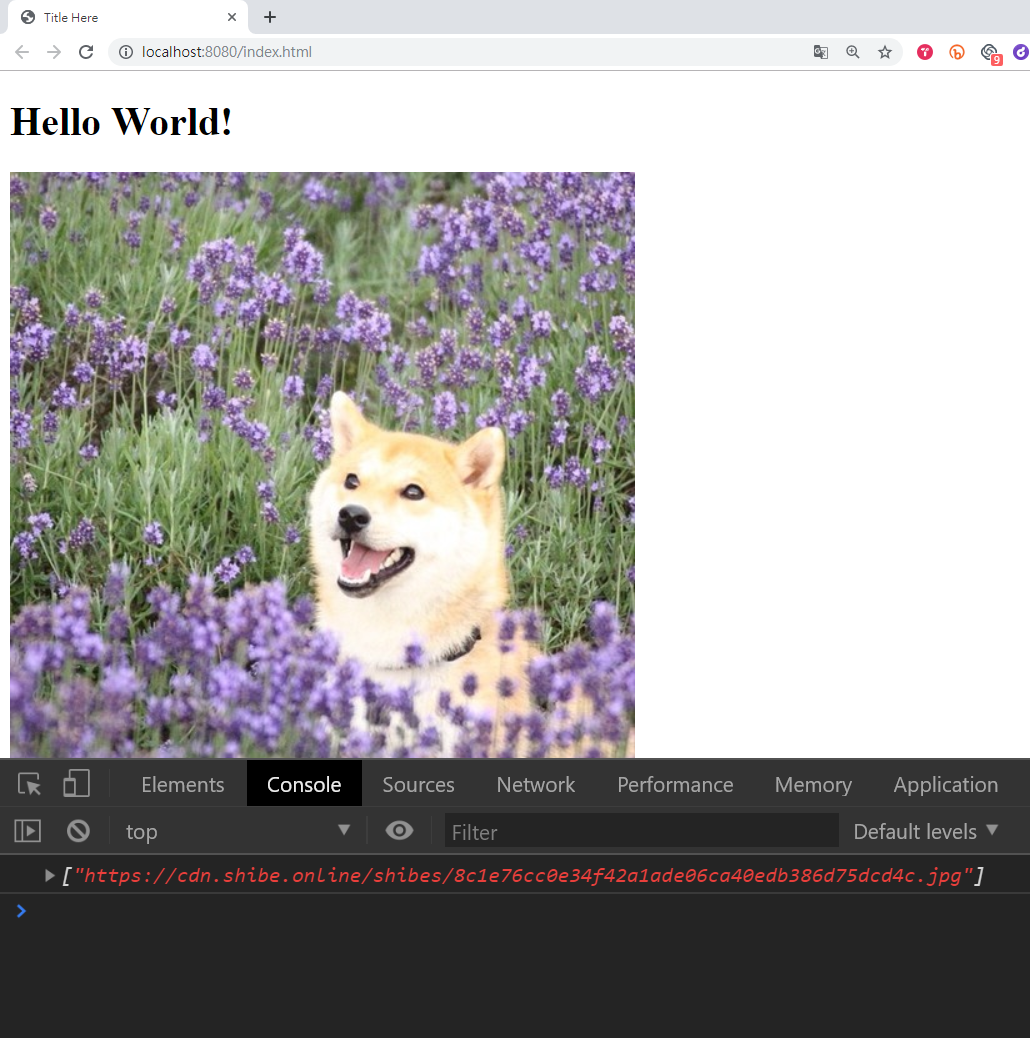 Title Here
localhost:8080/index.html
9
Hello World!
Elements Console Sources Network Performance Memory Application
top Filter Default levels
["https://cdn.shibe.online/shibes/8c1e76cc0e34f42a1ade06ca40edb386d75dcd4c.jpg"]